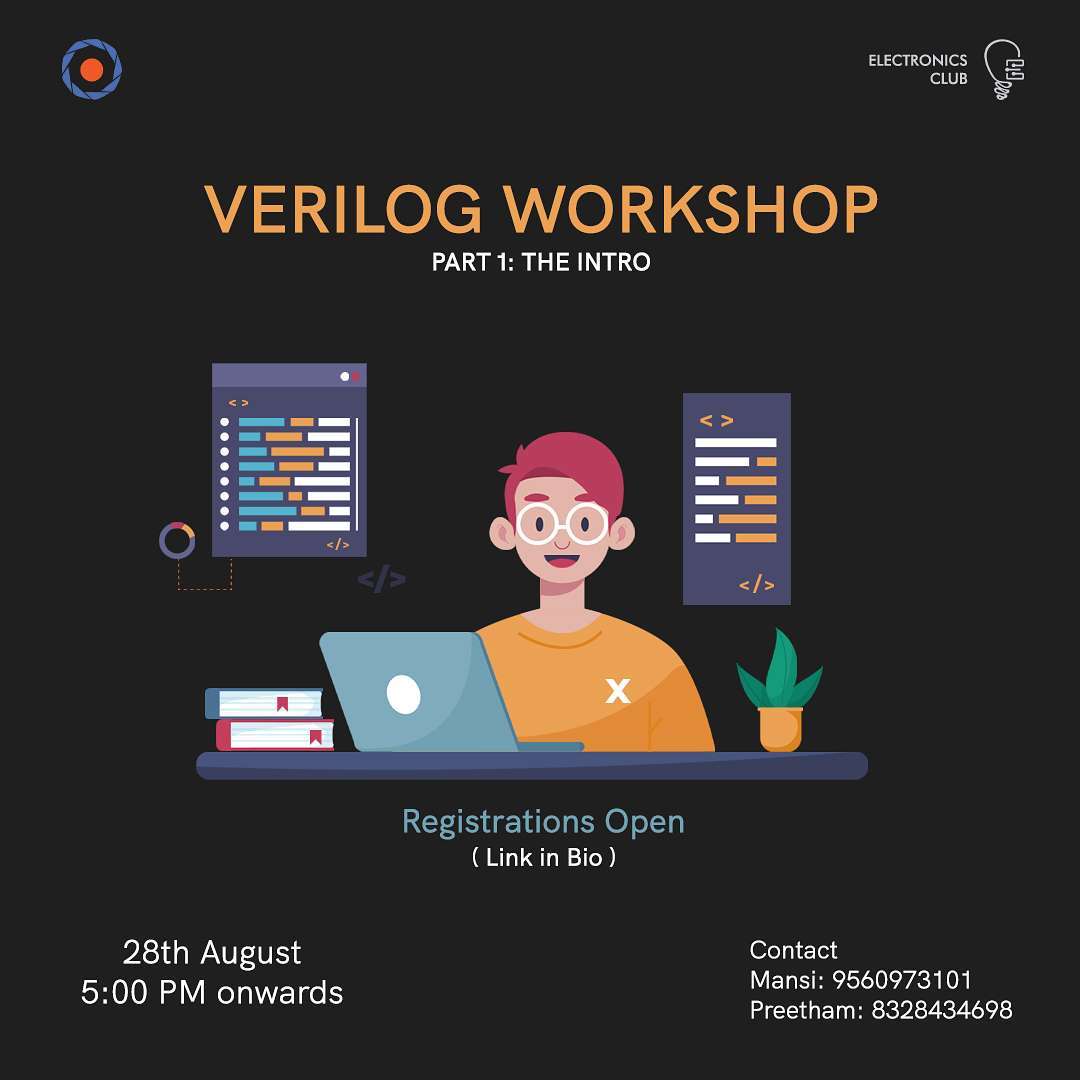 ELECTRONICS
CLUB
VERILOG WORKSHOP
PART 1: THE INTRO
< >
</>
</>
< >
</>
X
Registrations Open
( Link in Bio )
28th August
5:00 PM onwards
Contact
Mansi: 9560973101
Preetham: 8328434698